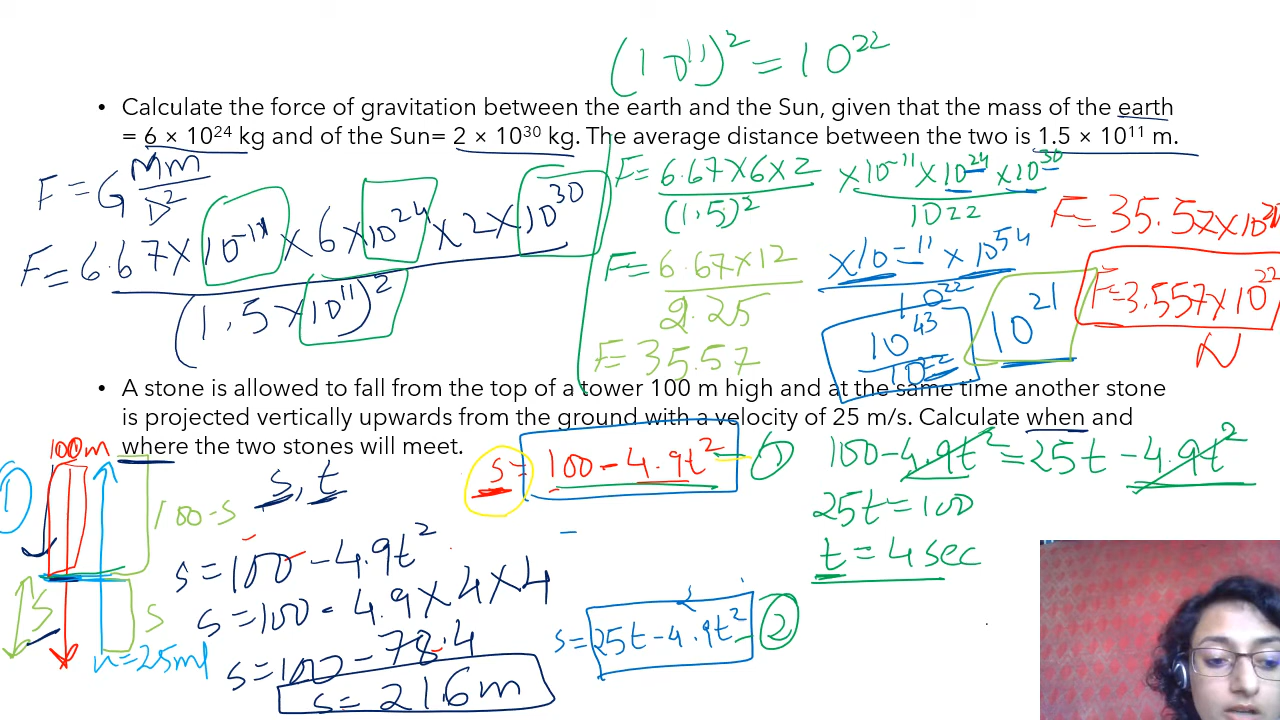 (10¹¹)² = 10²²
• Calculate the force of gravitation between the earth and the Sun, given that the mass of the earth
= 6 × 10²⁴ kg and of the Sun= 2 × 10³⁰ kg. The average distance between the two is 1.5 × 10¹¹ m.
F = G Mm / D²
F = 6.67 × 10⁻¹¹ × 6 × 10²⁴ × 2 × 10³⁰
(1.5 × 10¹¹)²
F = 6.67 × 6 × 2 / (1.5)² × 10⁻¹¹ × 10²⁴ × 10³⁰ / 1022
F = 6.67 × 12 / 2.25 × 10⁻¹¹ × 10⁵⁴ / 10²²
F = 35.57
10⁴³ / 10²²
10²¹
F = 35.57 × 10²¹
F = 3.557 × 10²²
N
• A stone is allowed to fall from the top of a tower 100 m high and at the same time another stone
is projected vertically upwards from the ground with a velocity of 25 m/s. Calculate when and
where the two stones will meet.
100m
1
100-s
s
s
u=25m/
s, t
s = 100 - 4.9t²
s = 100 - 4.9 × 4 × 4
s = 100 - 78.4
s = 21.6 m
s = 100 - 4.9t² - 1
s = 25t - 4.9t² - 2
100 - 4.9t² = 25t - 4.9t²
25t = 100
t = 4 sec